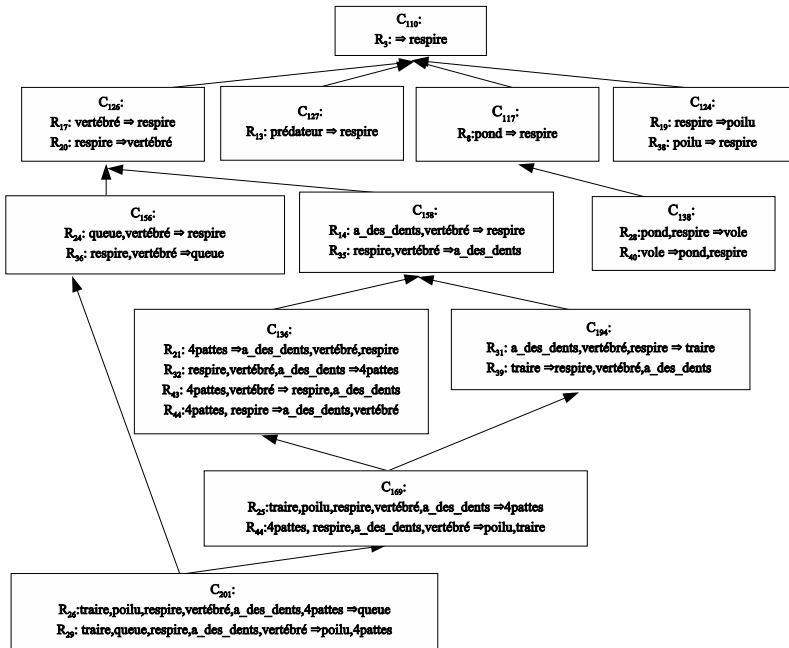 C110:
R3: ⇒ respire
C126:
R17: vertébré ⇒ respire
R20: respire ⇒vertébré
C127:
R13: prédateur ⇒ respire
C117:
R8:pond ⇒ respire
C124:
R19: respire ⇒poilu
R38: poilu ⇒ respire
C156:
R24: queue,vertébré ⇒ respire
R36: respire,vertébré ⇒queue
C158:
R14: a_des_dents,vertébré ⇒ respire
R35: respire,vertébré ⇒a_des_dents
C138:
R28:pond,respire ⇒vole
R40:vole ⇒pond,respire
C136:
R21: 4pattes ⇒a_des_dents,vertébré,respire
R32: respire,vertébré,a_des_dents ⇒4pattes
R43: 4pattes,vertébré ⇒ respire,a_des_dents
R44:4pattes, respire ⇒a_des_dents,vertébré
C194:
R31: a_des_dents,vertébré,respire ⇒ traire
R39: traire ⇒respire,vertébré,a_des_dents
C169:
R25:traire,poilu,respire,vertébré,a_des_dents ⇒4pattes
R44:4pattes, respire,a_des_dents,vertébré ⇒poilu,traire
C201:
R26:traire,poilu,respire,vertébré,a_des_dents,4pattes ⇒queue
R29: traire,queue,respire,a_des_dents,vertébré ⇒poilu,4pattes